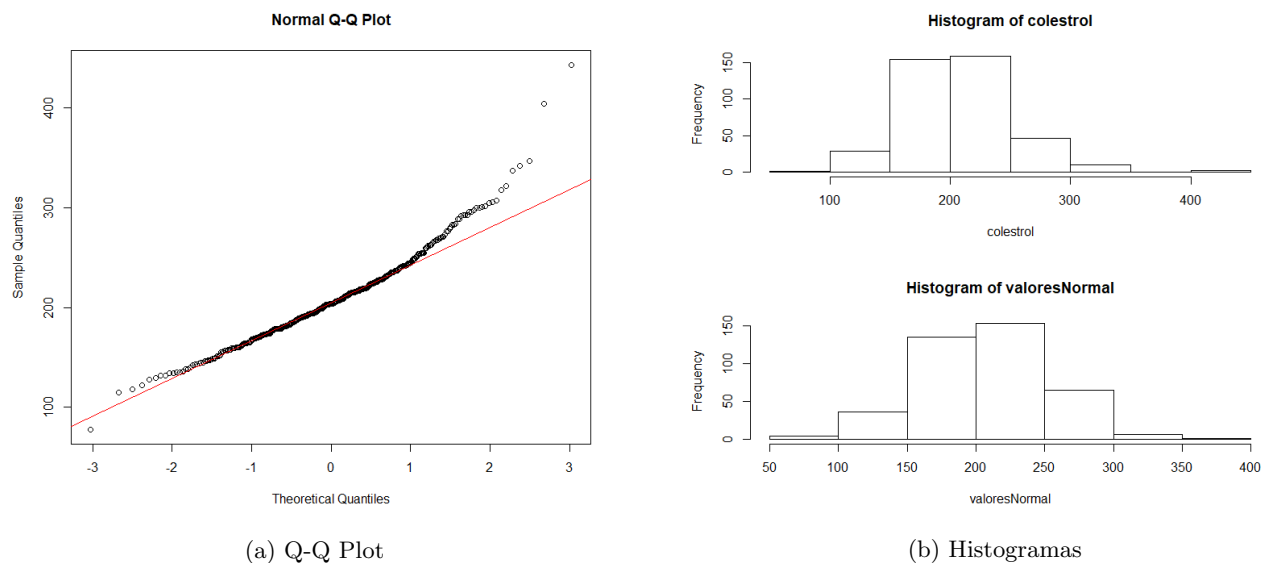 Normal Q-Q Plot
400
300
200
100
Sample Quantiles
-3 -2 -1 0 1 2 3
Theoretical Quantiles
(a) Q-Q Plot
Histogram of colestrol
150
100
50
0
Frequency
100 200 300 400
colestrol
Histogram of valoresNormal
150
100
50
0
Frequency
50 100 150 200 250 300 350 400
valoresNormal
(b) Histogramas